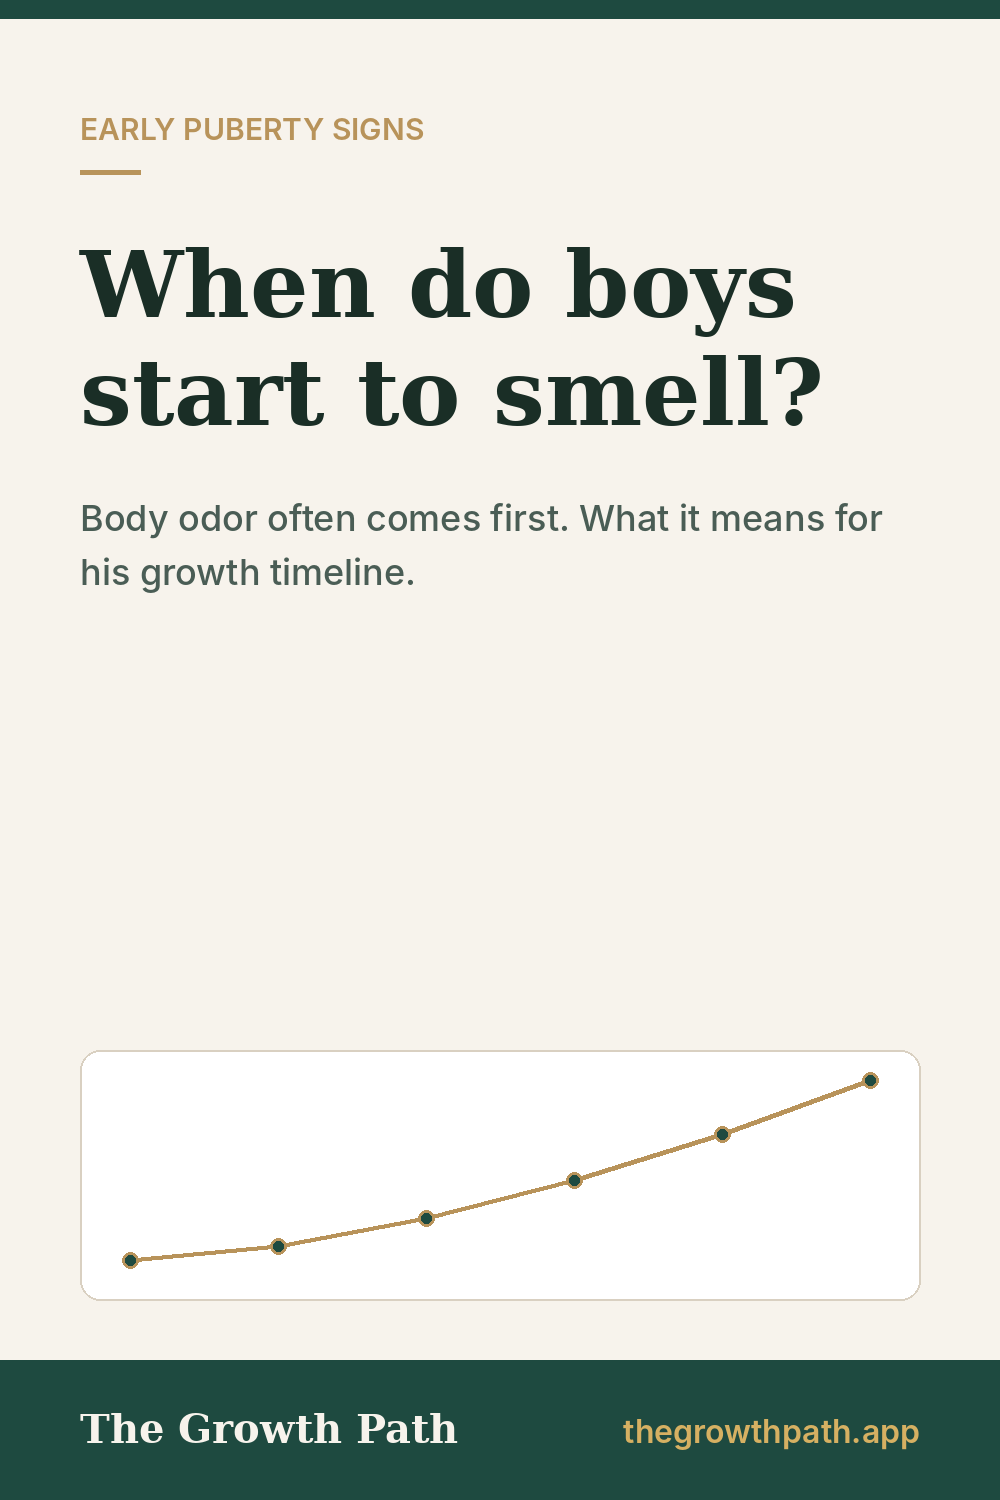 EARLY PUBERTY SIGNS
When do boys
start to smell?
Body odor often comes first. What it means for
his growth timeline.
The Growth Path
thegrowthpath.app